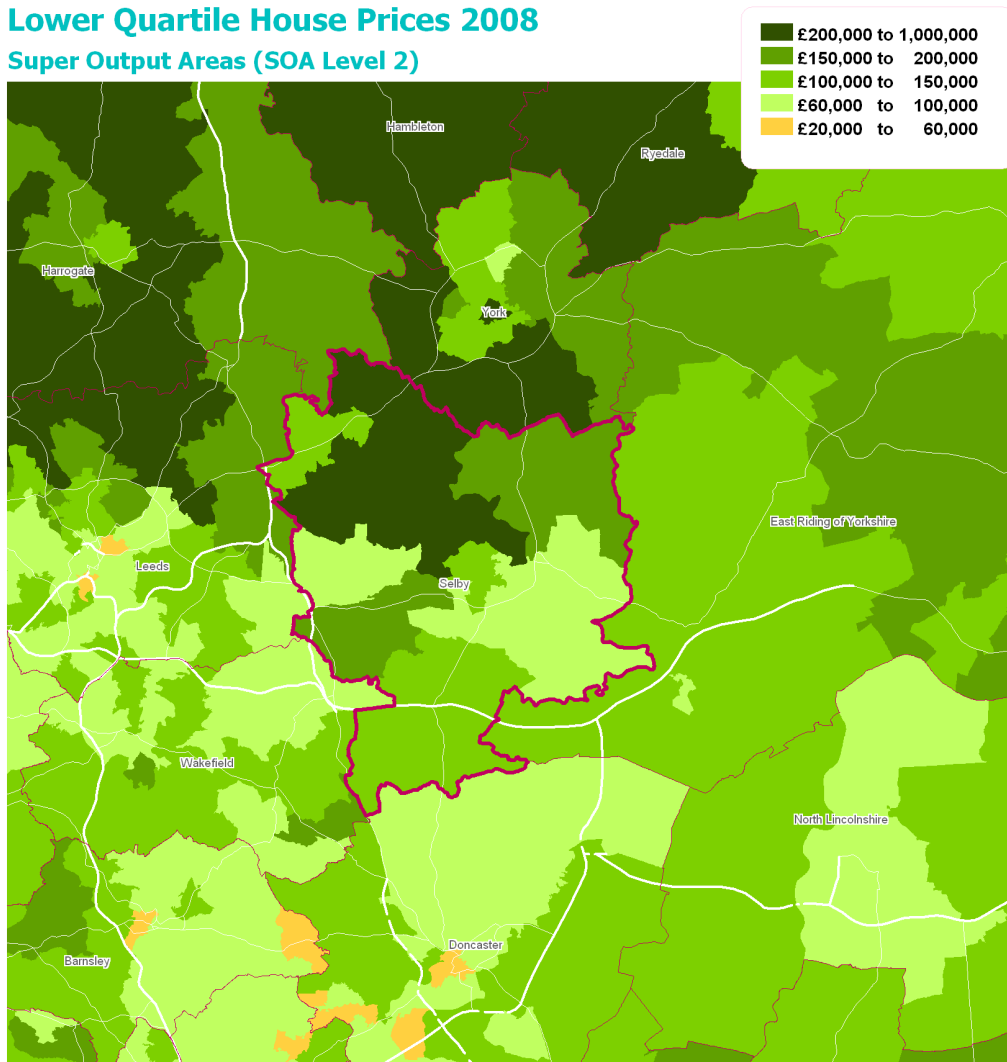 Lower Quartile House Prices 2008
Super Output Areas (SOA Level 2)
£200,000 to 1,000,000
£150,000 to 200,000
£100,000 to 150,000
£60,000 to 100,000
£20,000 to 60,000
Hambleton
Ryedale
Harrogate
York
East Riding of Yorkshire
Leeds
Selby
Wakefield
North Lincolnshire
Doncaster
Barnsley